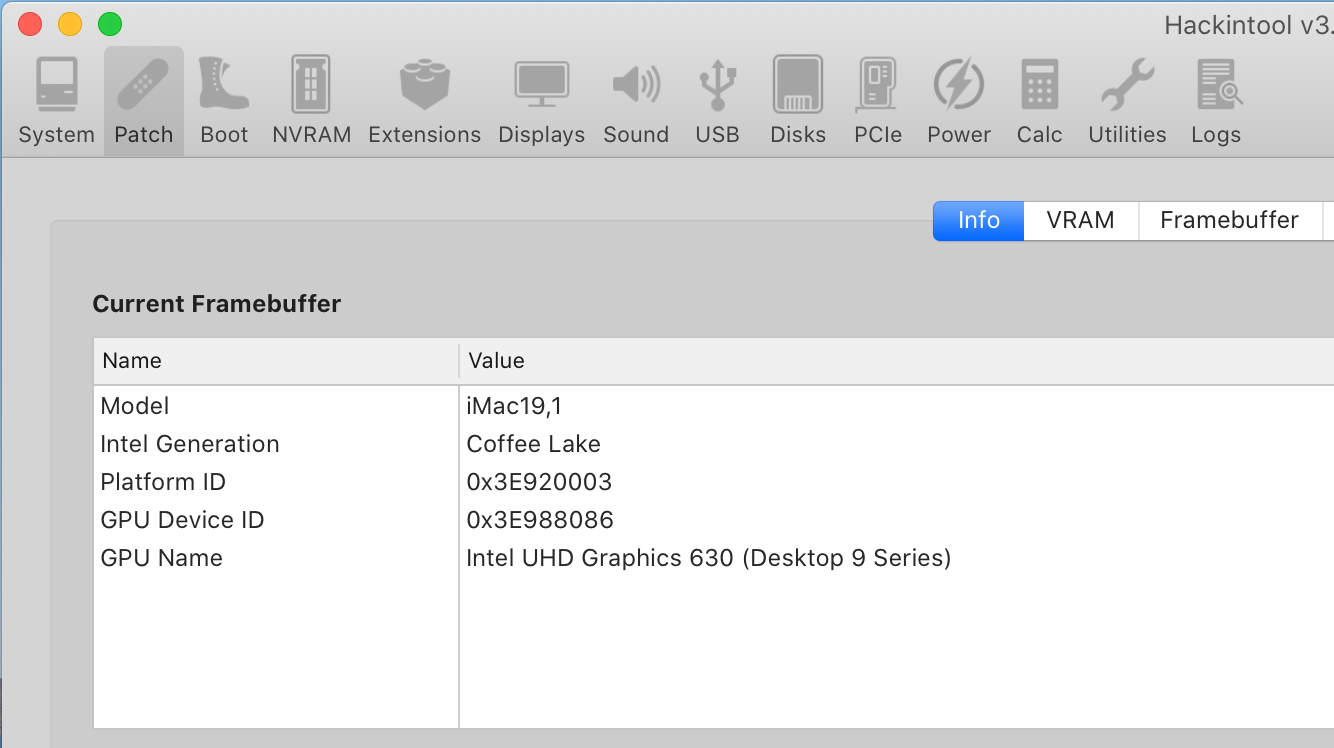 Hackintool v3.
System Patch Boot NVRAM Extensions Displays Sound USB Disks PCIe Power Calc Utilities Logs
Info VRAM Framebuffer
Current Framebuffer
Name Value
Model iMac19,1
Intel Generation Coffee Lake
Platform ID 0x3E920003
GPU Device ID 0x3E988086
GPU Name Intel UHD Graphics 630 (Desktop 9 Series)